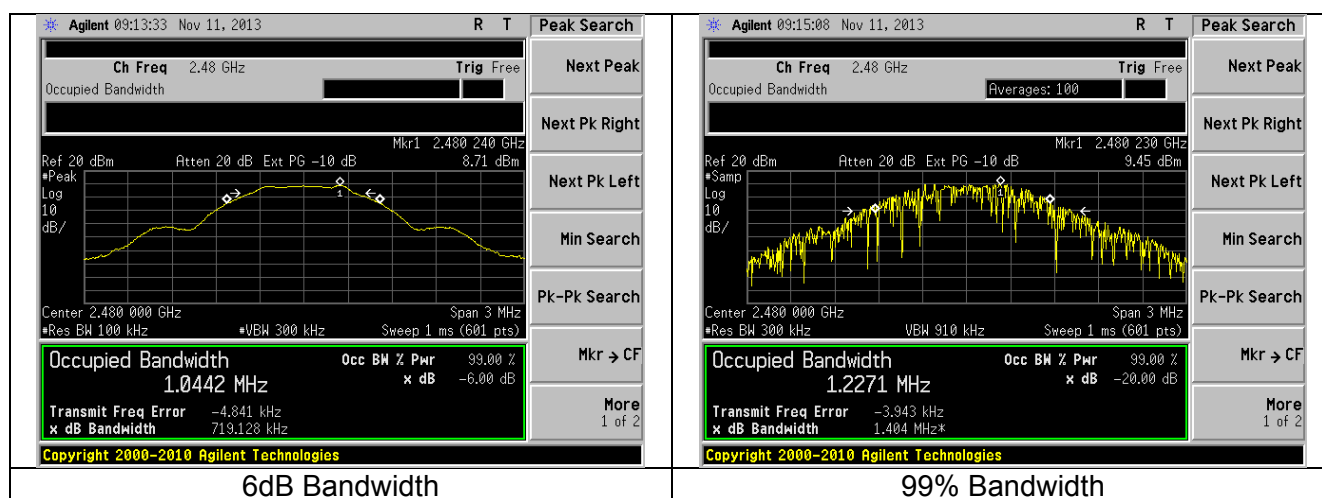 Agilent 09:13:33 Nov 11, 2013 R T Peak Search
Ch Freq 2.48 GHz Trig Free
Occupied Bandwidth
Next Peak
Next Pk Right
Mkr1 2.480 240 GHz
Ref 20 dBm Atten 20 dB Ext PG -10 dB 8.71 dBm
#Peak
Log
10
dB/
1
Next Pk Left
Min Search
Pk-Pk Search
Center 2.480 000 GHz Span 3 MHz
#Res BW 100 kHz #VBW 300 kHz Sweep 1 ms (601 pts)
Occupied Bandwidth Occ BW % Pwr 99.00 %
1.0442 MHz x dB -6.00 dB
Mkr → CF
Transmit Freq Error -4.841 kHz
x dB Bandwidth 719.128 kHz
More
1 of 2
Copyright 2000-2010 Agilent Technologies
6dB Bandwidth
Agilent 09:15:08 Nov 11, 2013 R T Peak Search
Ch Freq 2.48 GHz Trig Free
Occupied Bandwidth Averages: 100
Next Peak
Next Pk Right
Mkr1 2.480 230 GHz
Ref 20 dBm Atten 20 dB Ext PG -10 dB 9.45 dBm
#Samp
Log
10
dB/
1
Next Pk Left
Min Search
Pk-Pk Search
Center 2.480 000 GHz Span 3 MHz
#Res BW 300 kHz VBW 910 kHz Sweep 1 ms (601 pts)
Occupied Bandwidth Occ BW % Pwr 99.00 %
1.2271 MHz x dB -20.00 dB
Mkr → CF
Transmit Freq Error -3.943 kHz
x dB Bandwidth 1.404 MHz*
More
1 of 2
Copyright 2000-2010 Agilent Technologies
99% Bandwidth